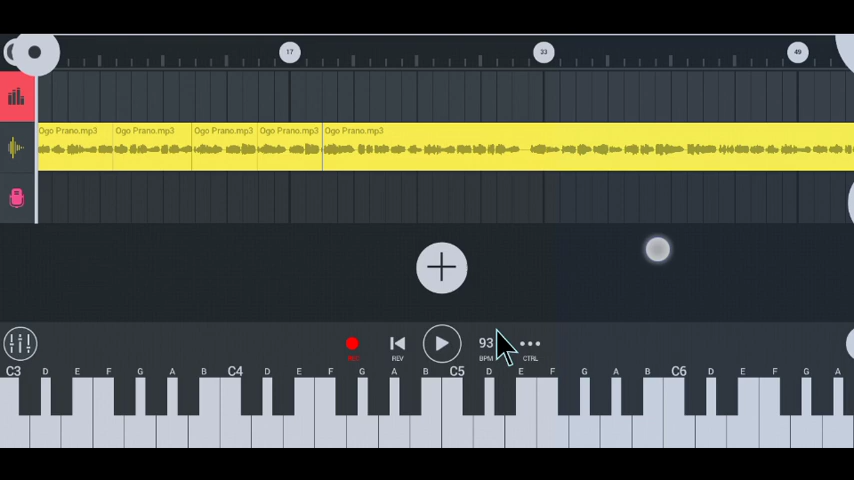 17 33 49
Ogo Prano.mp3 Ogo Prano.mp3 Ogo Prano.mp3 Ogo Prano.mp3 Ogo Prano.mp3
93
REC REV BPM CTRL
C3 D E F G A B C4 D E F G A B C5 D E F G A B C6 D E F G A